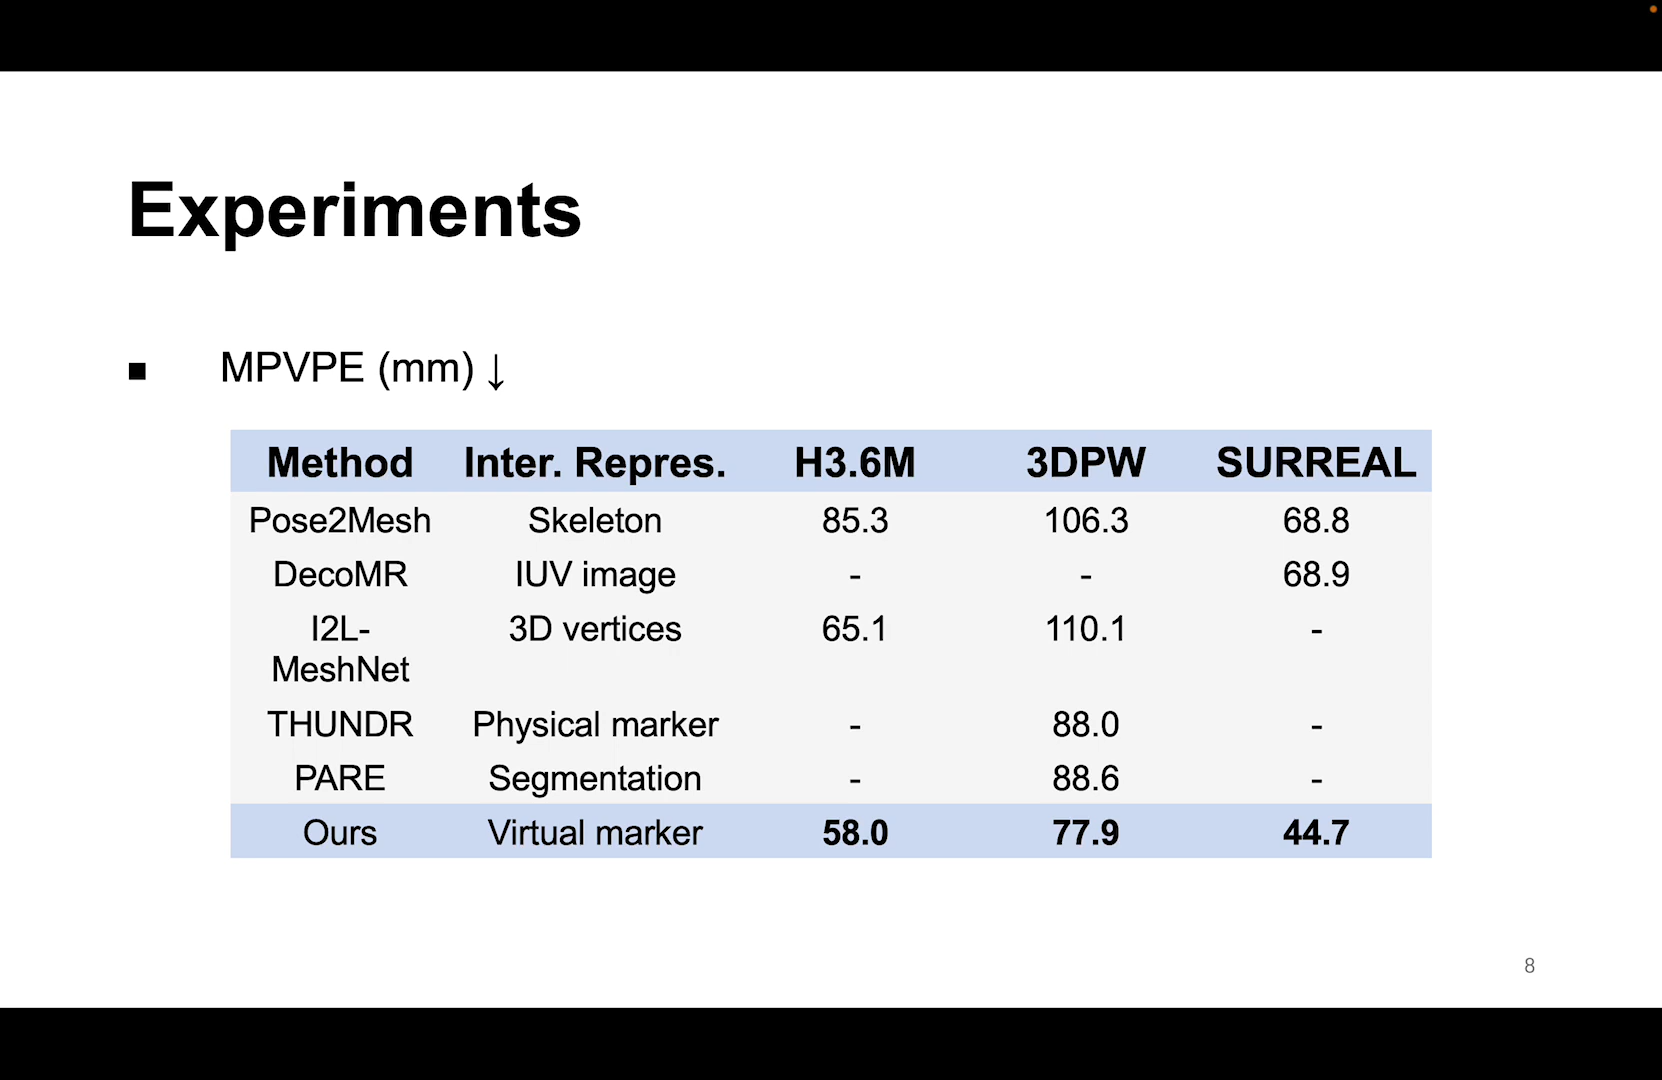 Experiments
■ MPVPE (mm) ↓
Method Inter. Repres. H3.6M 3DPW SURREAL
Pose2Mesh Skeleton 85.3 106.3 68.8
DecoMR IUV image - - 68.9
I2L- 3D vertices 65.1 110.1 -
MeshNet
THUNDR Physical marker - 88.0 -
PARE Segmentation - 88.6 -
Ours Virtual marker 58.0 77.9 44.7
8